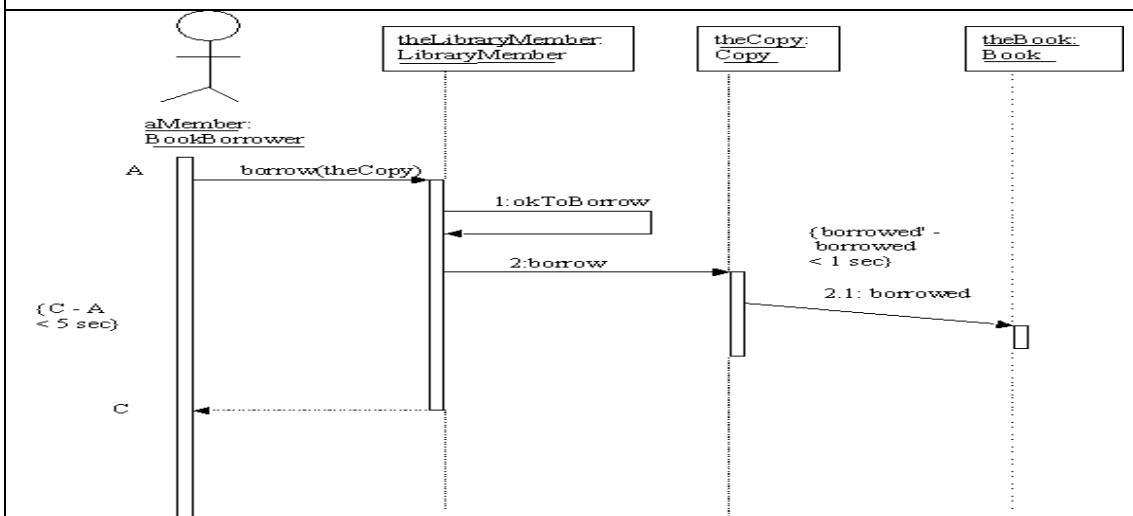 theLibraryMember:
LibraryMember
theCopy:
Copy
theBook:
Book
aMember:
BookBorrower
A
borrow(theCopy)
1:okToBorrow
{borrowed' -
borrowed
< 1 sec}
2:borrow
2.1: borrowed
{C - A
< 5 sec}
C